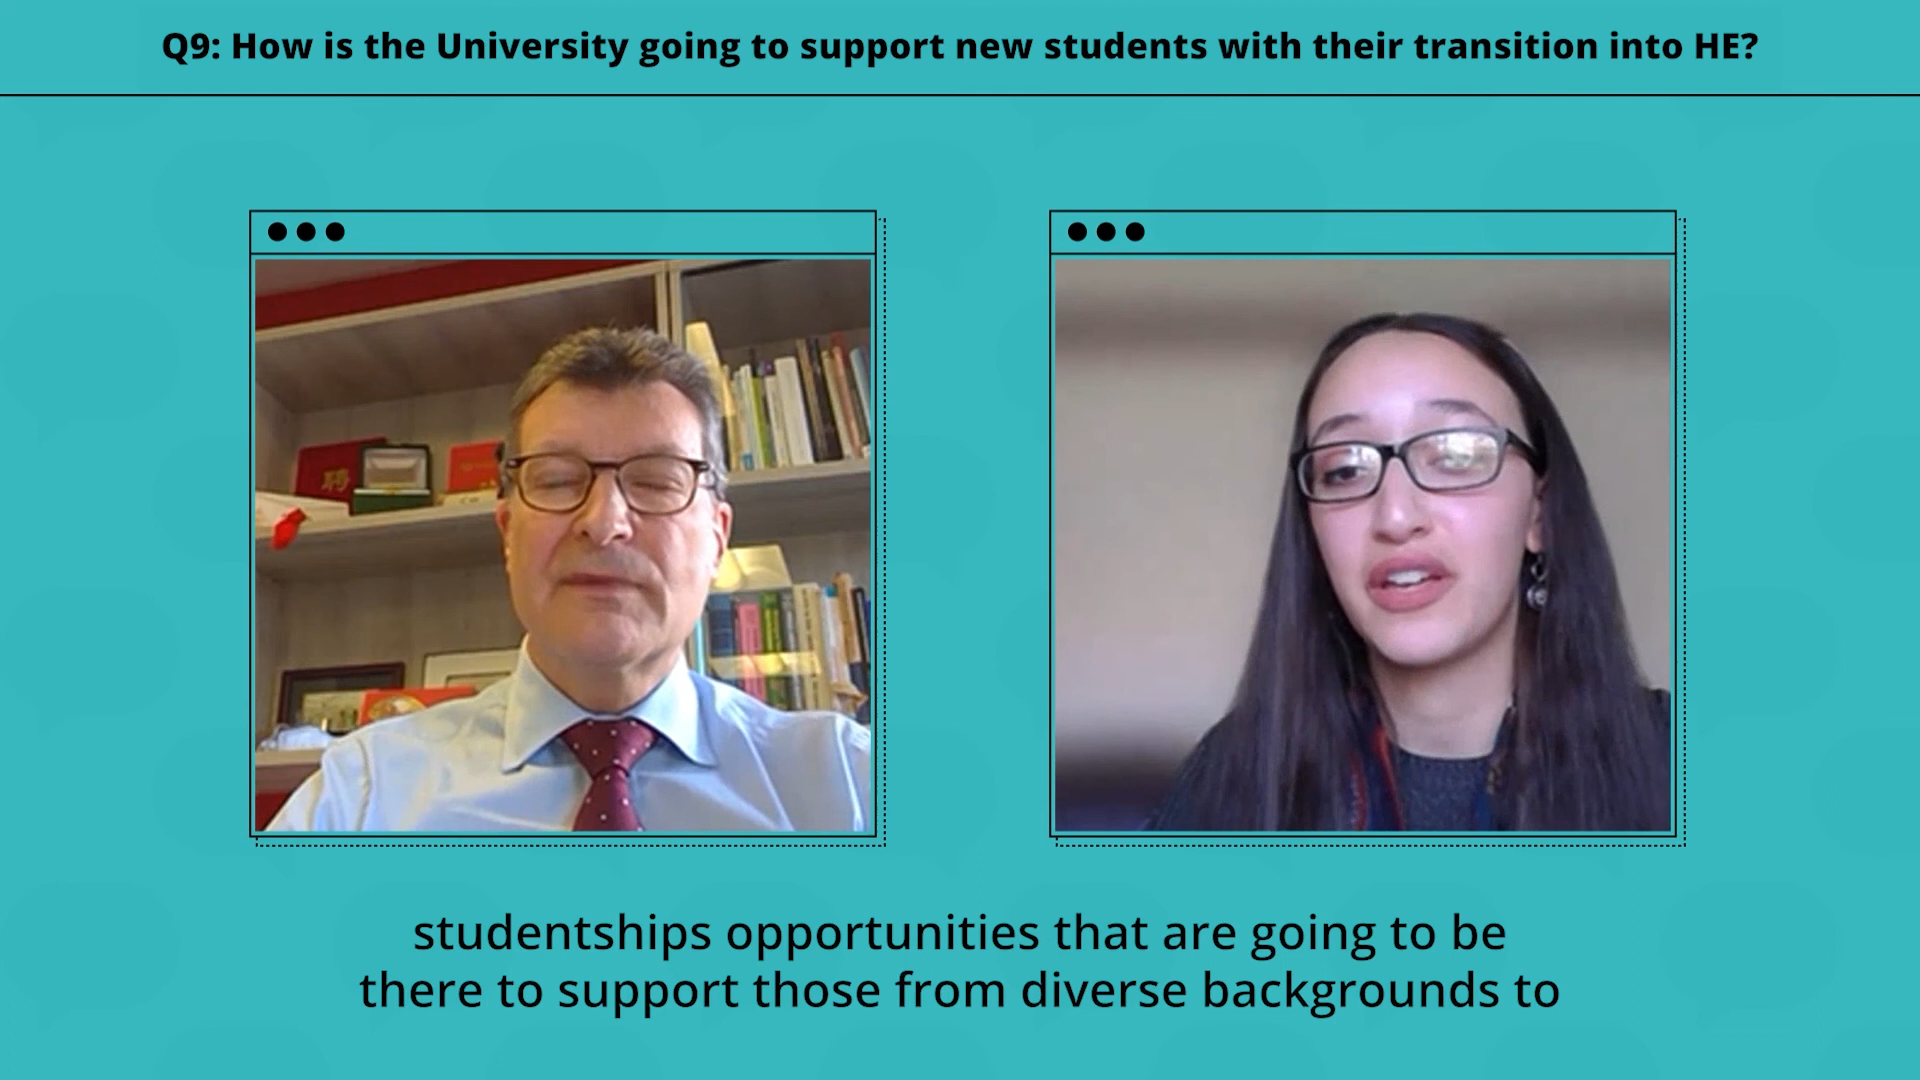 Q9: How is the University going to support new students with their transition into HE?
聘
studentships opportunities that are going to be
there to support those from diverse backgrounds to